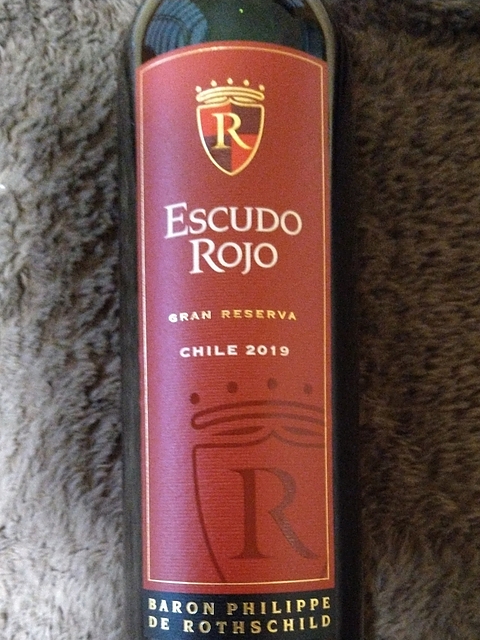 R
ESCUDO
ROJO
GRAN RESERVA
CHILE 2019
R
BARON PHILIPPE
DE ROTHSCHILD